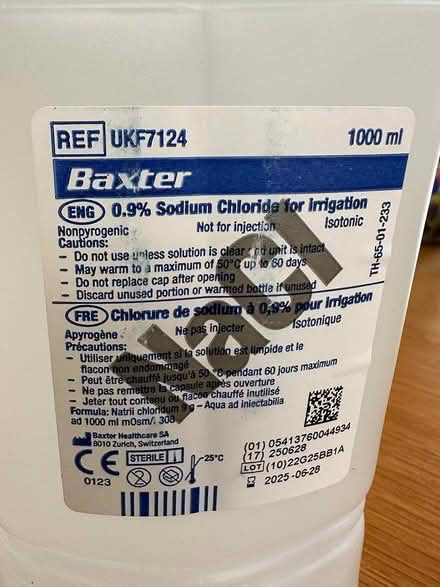 REF UKF7124 1000 ml
Baxter
ENG 0.9% Sodium Chloride for Irrigation
Nonpyrogenic Not for injection Isotonic
Cautions:
- Do not use unless solution is clear and unit is intact
- May warm to a maximum of 50°C up to 60 days
- Do not replace cap after opening
- Discard unused portion or warmed bottle if unused
FRE Chlorure de sodium à 0,9% pour irrigation
Apyrogène Ne pas injecter Isotonique
Précautions:
- Utiliser uniquement si la solution est limpide et le
flacon non endommagé
- Peut être chauffé jusqu'à 50 °C pendant 60 jours maximum
- Ne pas remettre la capsule après ouverture
- Jeter tout contenu ou flacon chauffé inutilisé
Formula: Natrii chloridum 9 g - Aqua ad injectabilia
ad 1000 ml mOsm/l. 308
Baxter Healthcare SA
8010 Zurich, Switzerland
CE
0123
STERILE
25°C
(01) 05413760044934
(17) 250628
LOT (10)22G25BB1A
2025-06-28
TH-65-01-233
NaCl